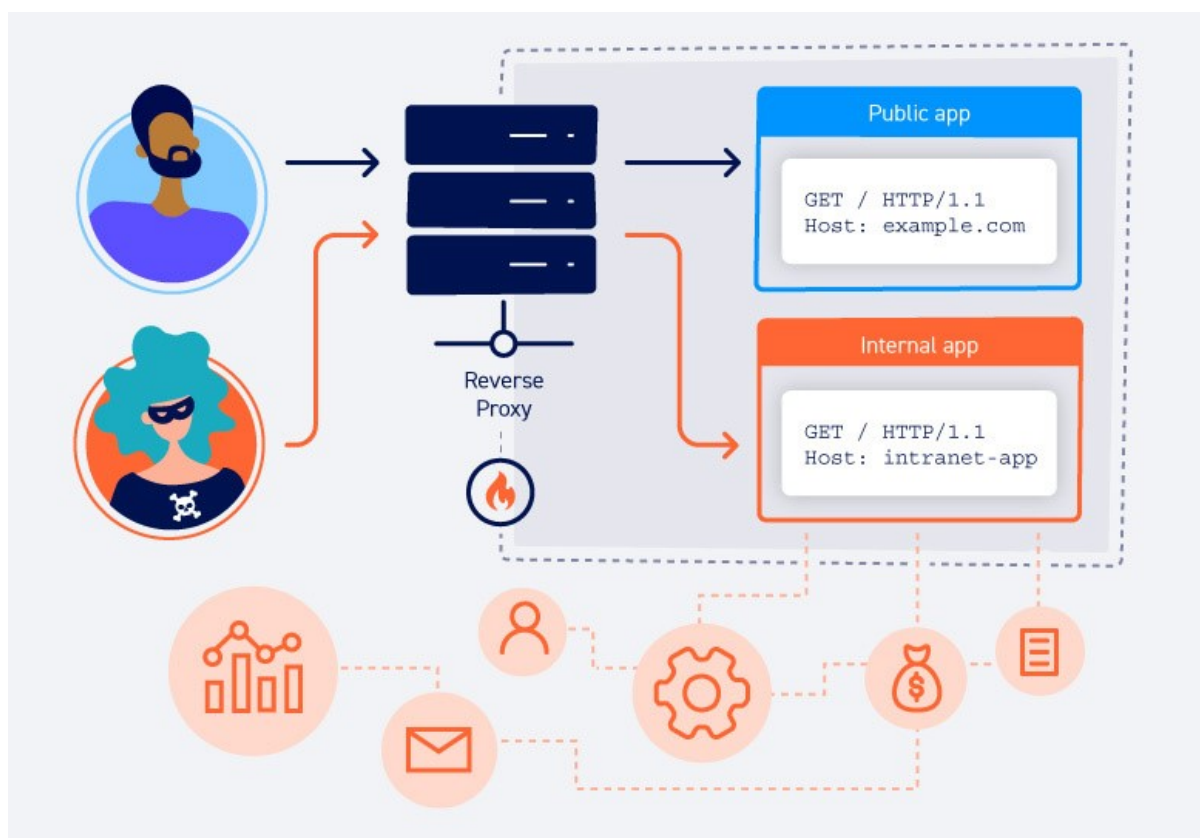 Public app
GET / HTTP/1.1
Host: example.com
Reverse
Proxy
Internal app
GET / HTTP/1.1
Host: intranet-app
$